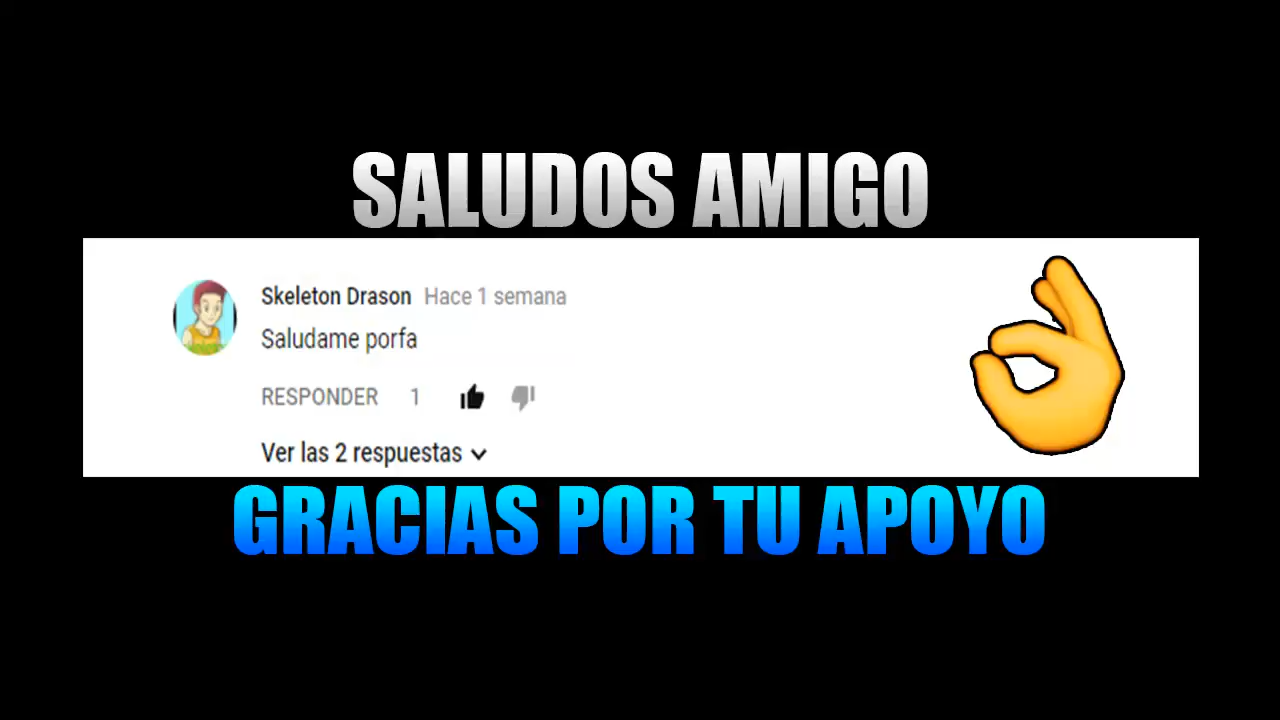 SALUDOS AMIGO
Skeleton Drason Hace 1 semana
Saludame porfa
RESPONDER 1
Ver las 2 respuestas
GRACIAS POR TU APOYO